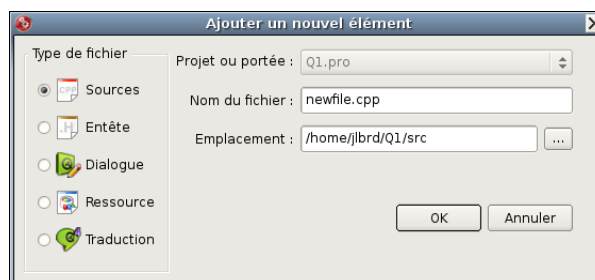 Ajouter un nouvel élément
Type de fichier
CPP Sources
.H Entête
Dialogue
Ressource
Traduction
Projet ou portée : Q1.pro
Nom du fichier : newfile.cpp
Emplacement : /home/jlbrd/Q1/src ...
OK Annuler